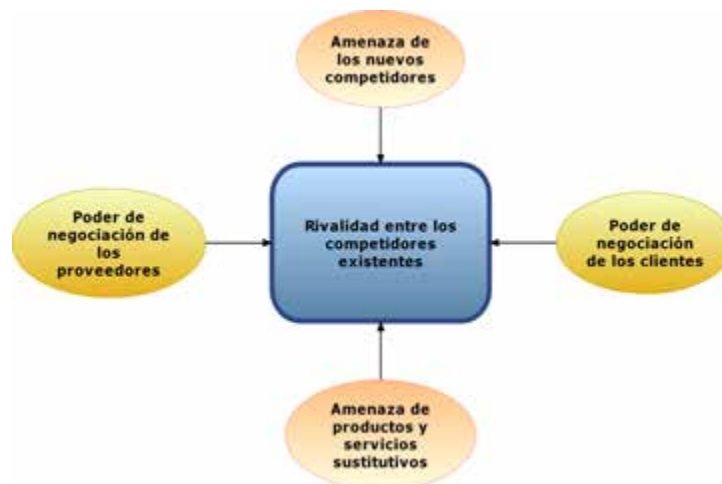 Amenaza de
los nuevos
competidores
Poder de
negociación de
los
proveedores
Rivalidad entre los
competidores
existentes
Poder de
negociación
de los clientes
Amenaza de
productos y
servicios
sustitutivos